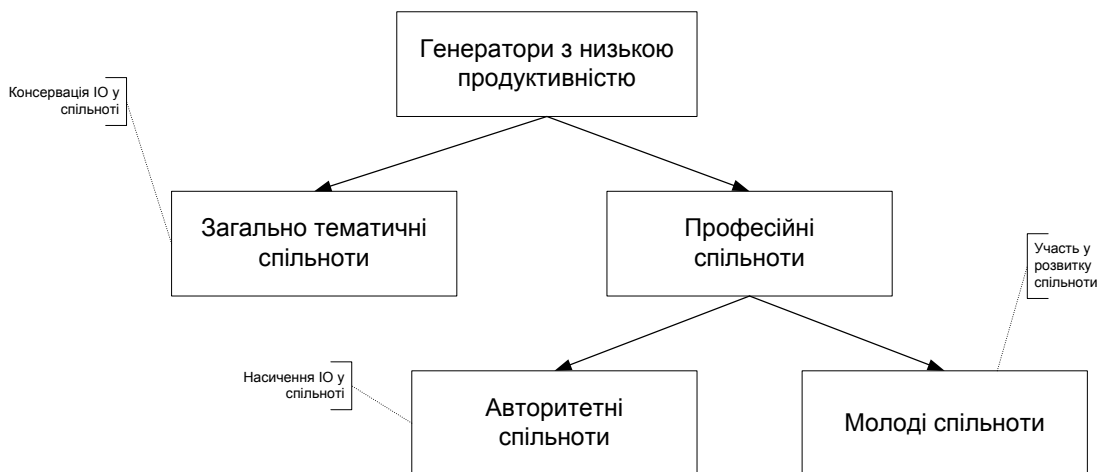 Генератори з низькою
продуктивністю
Консервація ІО у
спільноті
Загально тематичні
спільноти
Професійні
спільноти
Участь у
розвитку
спільноти
Насичення ІО у
спільноті
Авторитетні
спільноти
Молоді спільноти